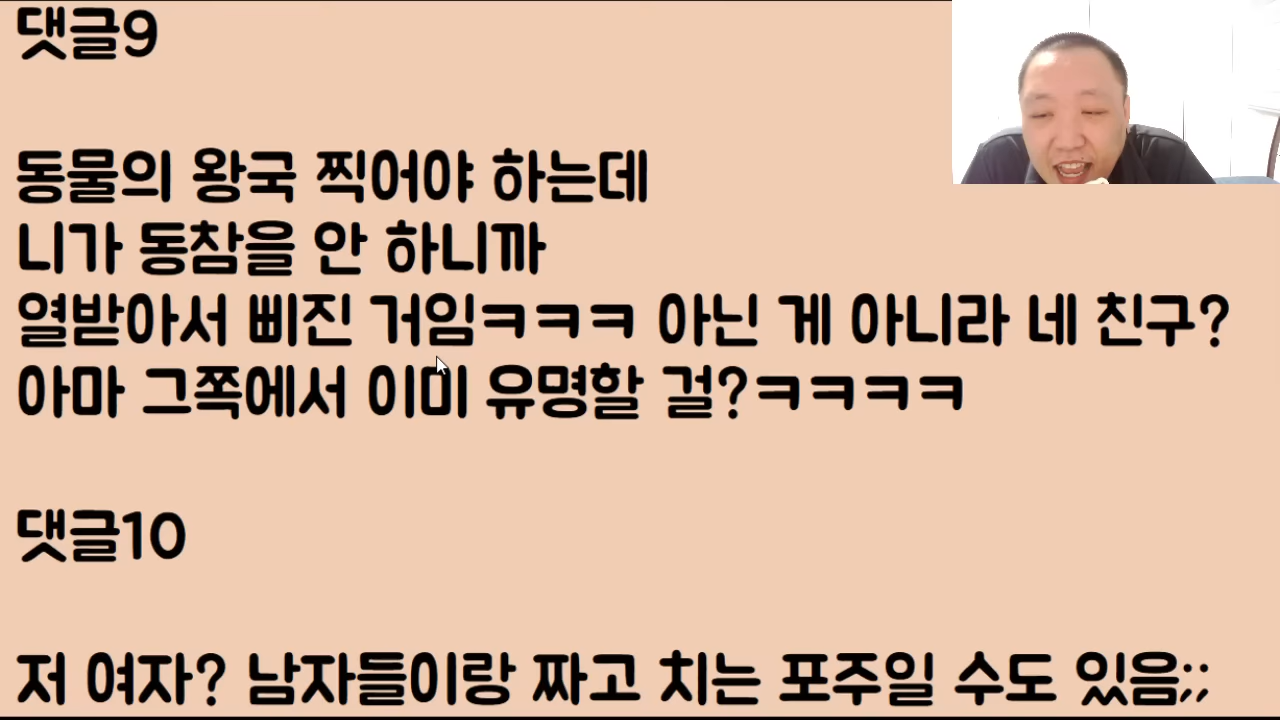 댓글9
동물의 왕국 찍어야 하는데
니가 동참을 안 하니까
열받아서 삐진 거임ㅋㅋㅋ 아닌 게 아니라 네 친구?
아마 그쪽에서 이미 유명할 걸?ㅋㅋㅋㅋ
댓글10
저 여자? 남자들이랑 짜고 치는 포주일 수도 있음;;